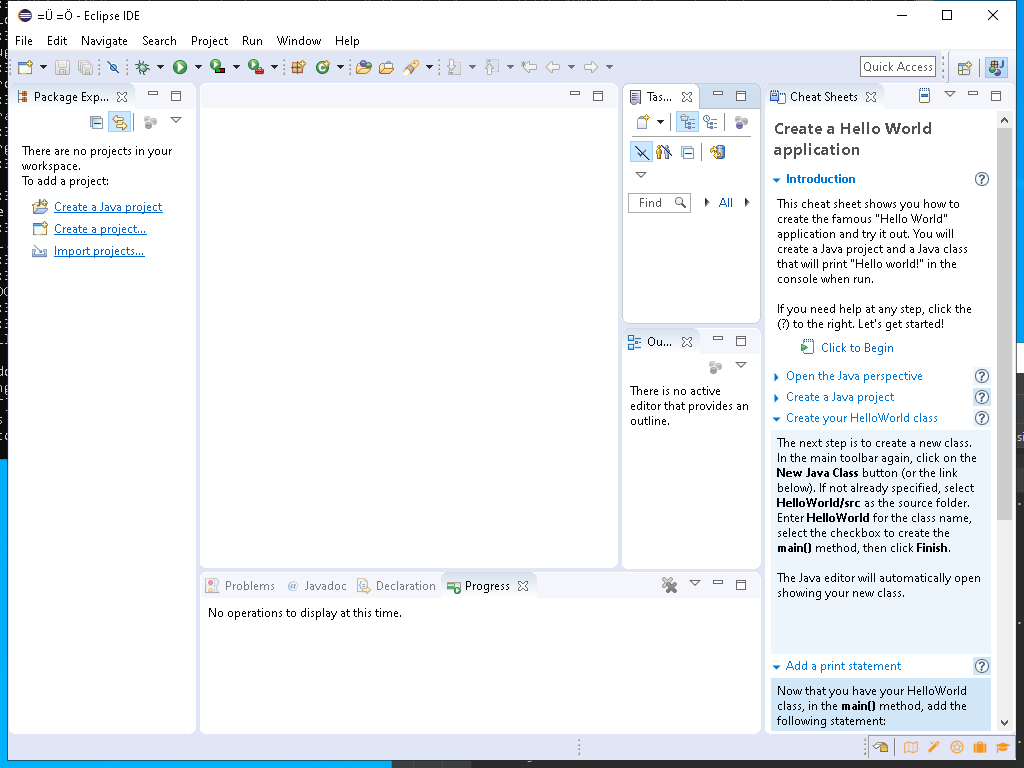 =Ü =Ö - Eclipse IDE
File Edit Navigate Search Project Run Window Help
Quick Access
Package Exp...
There are no projects in your
workspace.
To add a project:
Create a Java project
Create a project...
Import projects...
Tas...
Find
All
Ou...
There is no active
editor that provides an
outline.
Problems
@ Javadoc
Declaration
Progress
No operations to display at this time.
Cheat Sheets
Create a Hello World
application
Introduction
This cheat sheet shows you how to
create the famous "Hello World"
application and try it out. You will
create a Java project and a Java class
that will print "Hello world!" in the
console when run.
If you need help at any step, click the
(?) to the right. Let's get started!
Click to Begin
Open the Java perspective
Create a Java project
Create your HelloWorld class
The next step is to create a new class.
In the main toolbar again, click on the
New Java Class button (or the link
below). If not already specified, select
HelloWorld/src as the source folder.
Enter HelloWorld for the class name,
select the checkbox to create the
main() method, then click Finish.
The Java editor will automatically open
showing your new class.
Add a print statement
Now that you have your HelloWorld
class, in the main() method, add the
following statement: